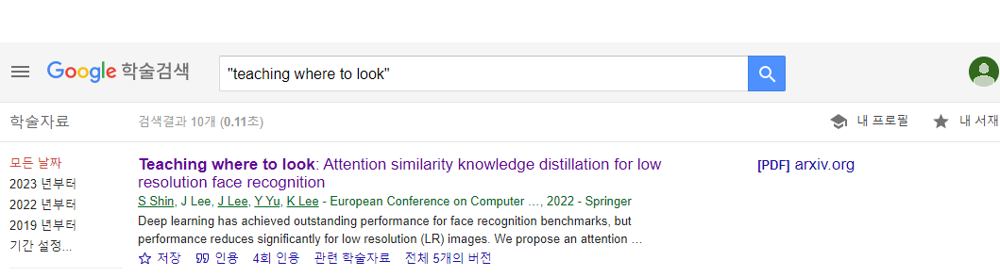 Google 학술검색
"teaching where to look"
학술자료
검색결과 10개 (0.11초)
내 프로필
내 서재
모든 날짜
2023 년부터
2022 년부터
2019 년부터
기간 설정...
Teaching where to look: Attention similarity knowledge distillation for low
resolution face recognition
[PDF] arxiv.org
S Shin, J Lee, J Lee, Y Yu, K Lee - European Conference on Computer …, 2022 - Springer
Deep learning has achieved outstanding performance for face recognition benchmarks, but
performance reduces significantly for low resolution (LR) images. We propose an attention …
저장 인용 4회 인용 관련 학술자료 전체 5개의 버전